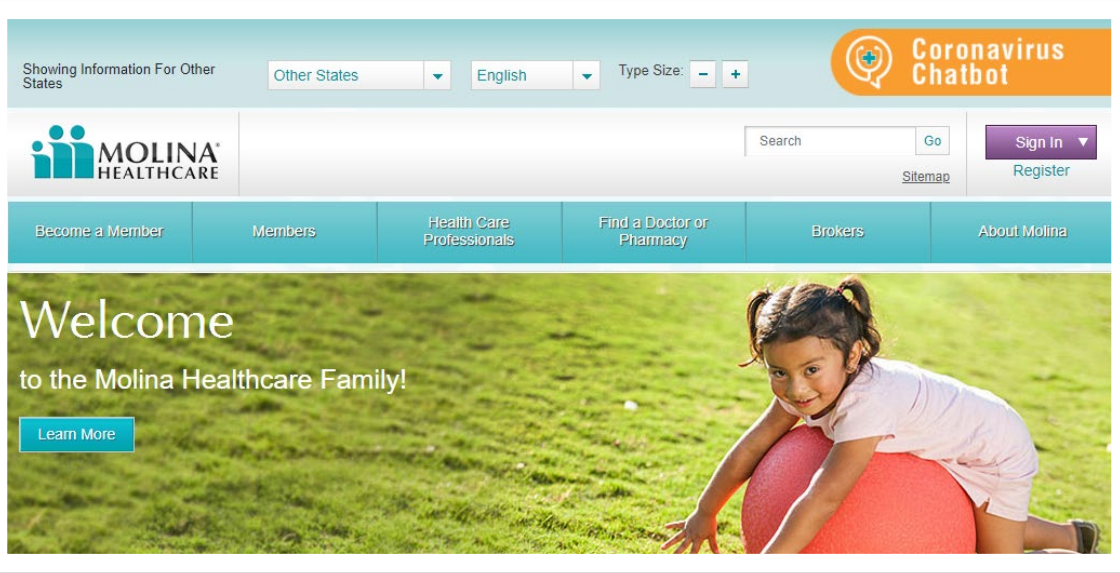 Showing Information For Other
States
Other States
English
Type Size: - +
Coronavirus
Chatbot
MOLINA®
HEALTHCARE
Search
Go
Sign In
Sitemap
Register
Become a Member
Members
Health Care
Professionals
Find a Doctor or
Pharmacy
Brokers
About Molina
Welcome
to the Molina Healthcare Family!
Learn More